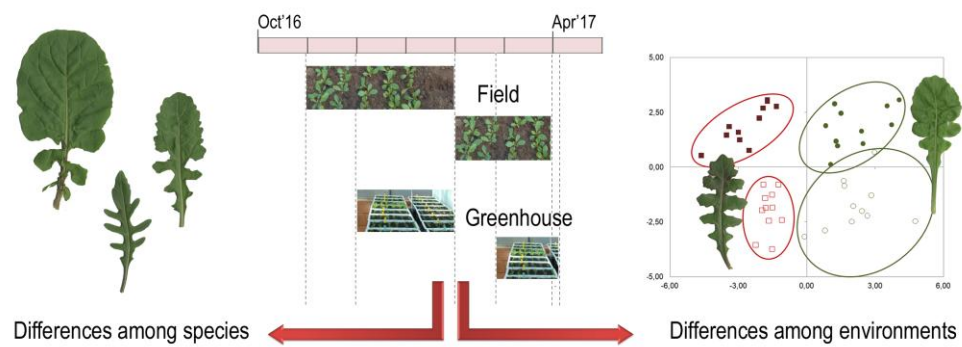 Oct'16
Apr'17
Field
Greenhouse
5,00
2,50
0,00
-2,50
-5,00
-6,00
-3,00
0,00
3,00
6,00
Differences among species
Differences among environments